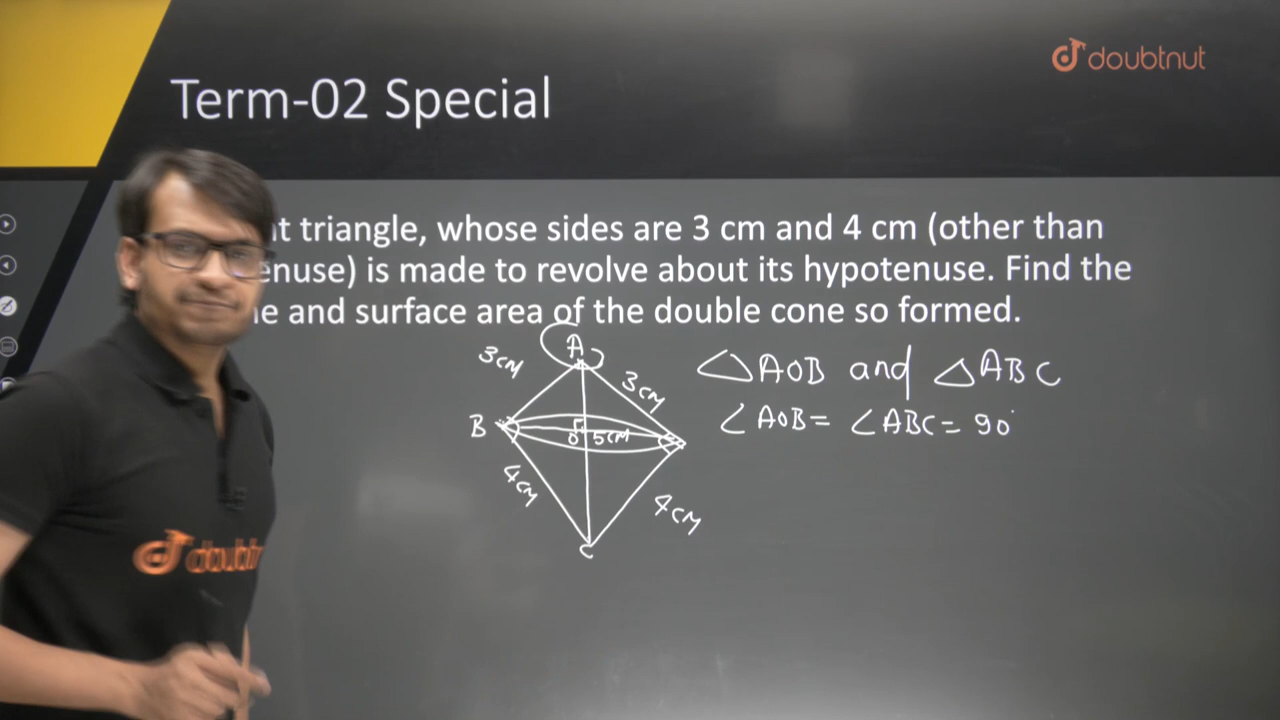 doubtnut
Term-02 Special
triangle, whose sides are 3 cm and 4 cm (other than
is made to revolve about its hypotenuse. Find the
and surface area of the double cone so formed.
A
3cm
3cm
B
O
5cm
4cm
4cm
C
△AOB and △ABC
∠AOB = ∠ABC = 90°
doubtnut